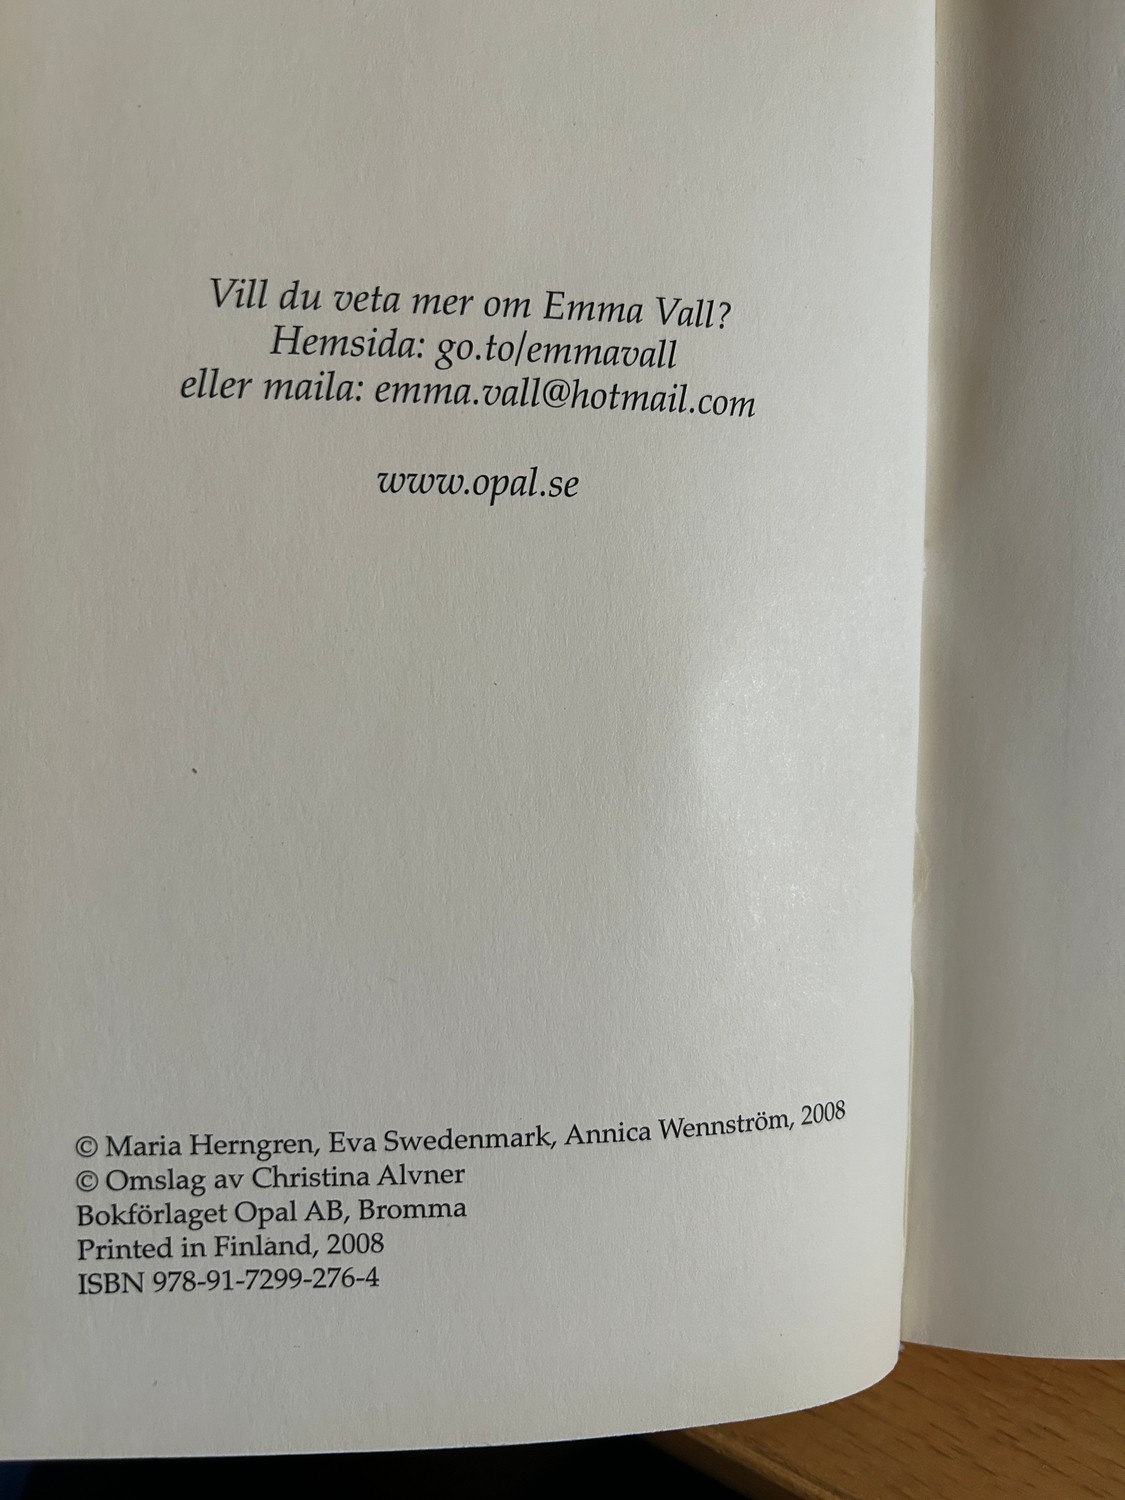 Vill du veta mer om Emma Vall?
Hemsida: go.to/emmavall
eller maila: emma.vall@hotmail.com
www.opal.se
© Maria Herngren, Eva Swedenmark, Annica Wennström, 2008
© Omslag av Christina Alvner
Bokförlaget Opal AB, Bromma
Printed in Finland, 2008
ISBN 978-91-7299-276-4